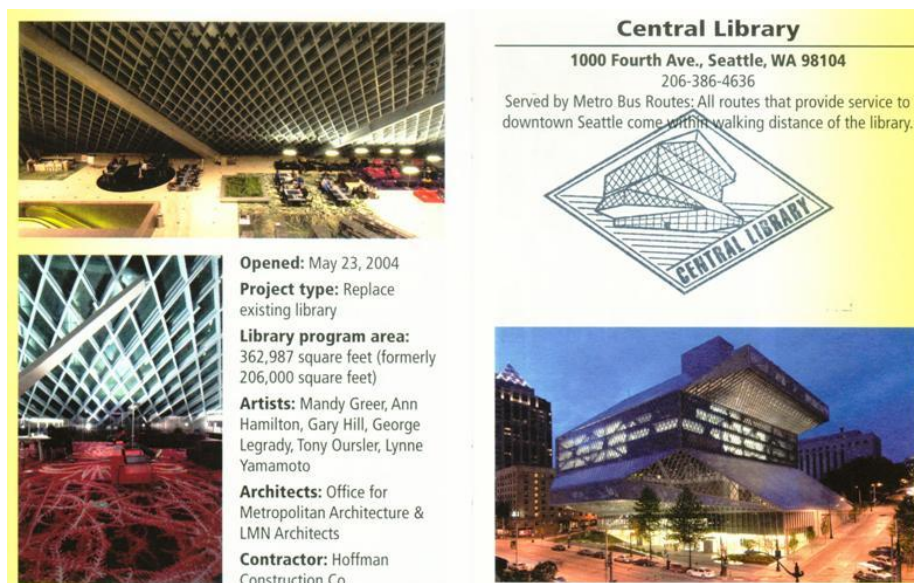 Opened: May 23, 2004
Project type: Replace
existing library
Library program area:
362,987 square feet (formerly
206,000 square feet)
Artists: Mandy Greer, Ann
Hamilton, Gary Hill, George
Legrady, Tony Oursler, Lynne
Yamamoto
Architects: Office for
Metropolitan Architecture &
LMN Architects
Contractor: Hoffman
Construction Co.
Central Library
1000 Fourth Ave., Seattle, WA 98104
206-386-4636
Served by Metro Bus Routes: All routes that provide service to
downtown Seattle come within walking distance of the library.
CENTRAL LIBRARY